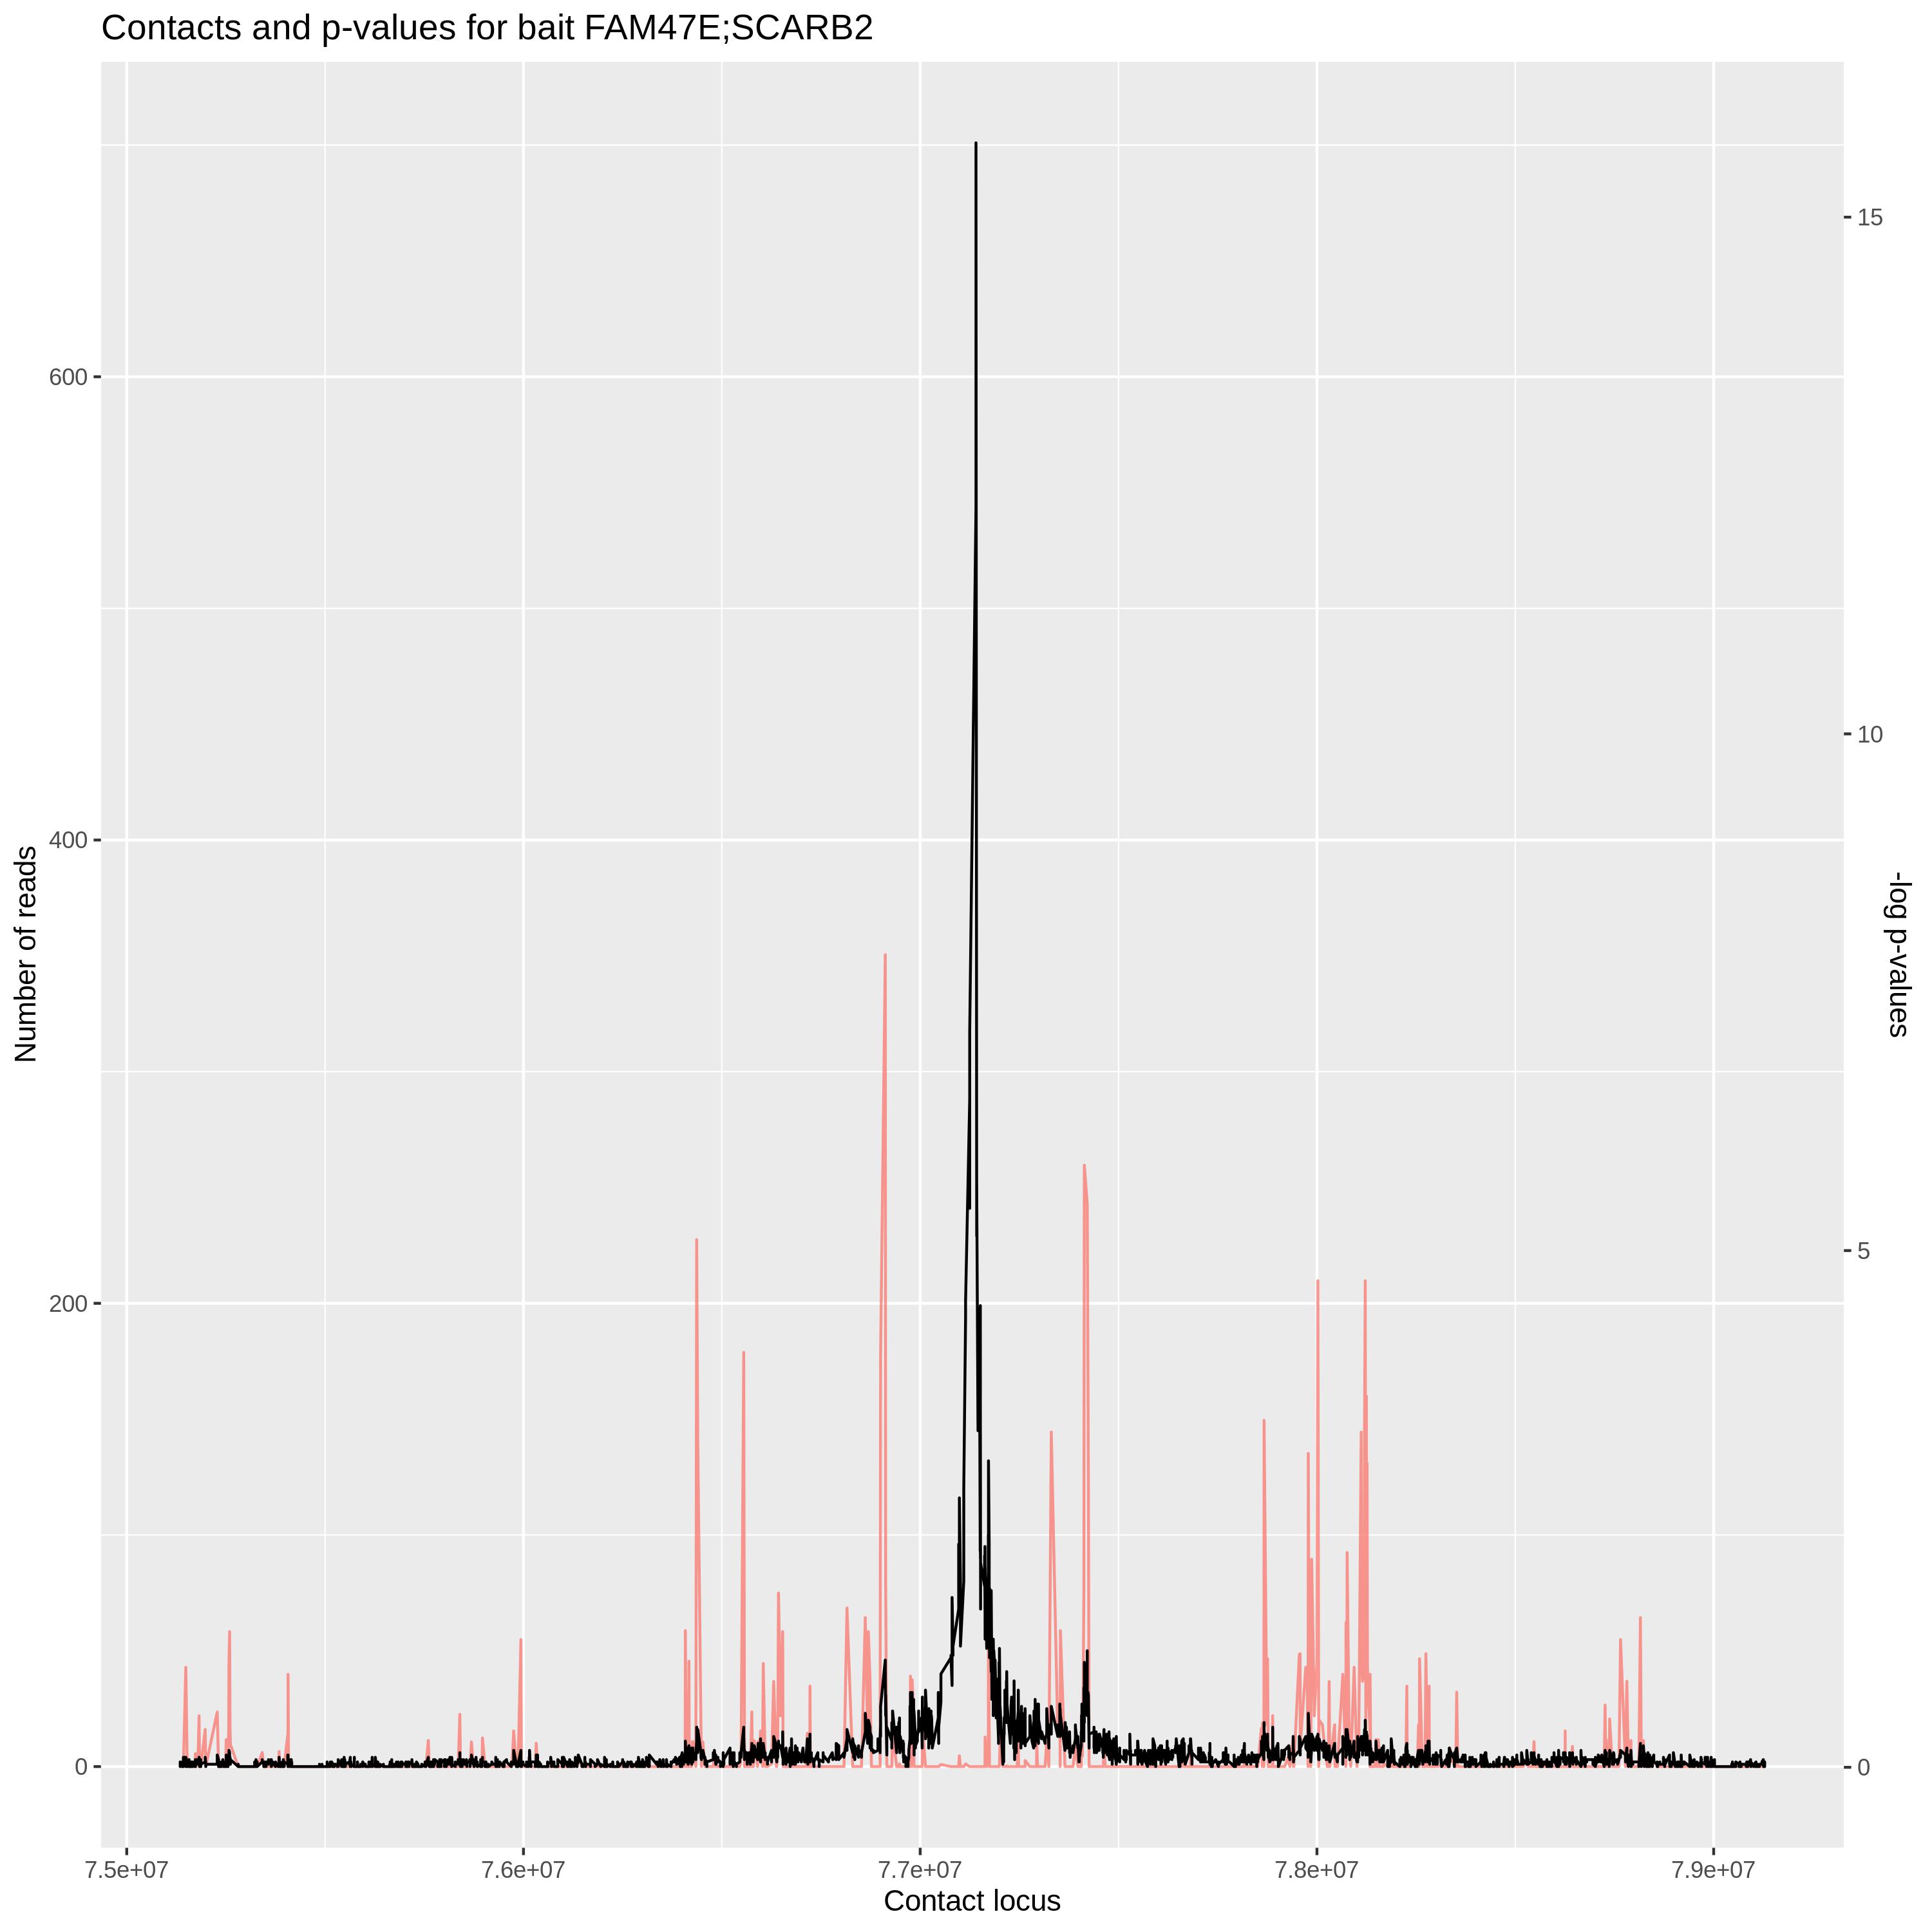 Contacts and p-values for bait FAM47E;SCARB2
Number of reads
600
400
200
0
15
10
5
0
-log p-values
7.5e+07 7.6e+07 7.7e+07 7.8e+07 7.9e+07
Contact locus